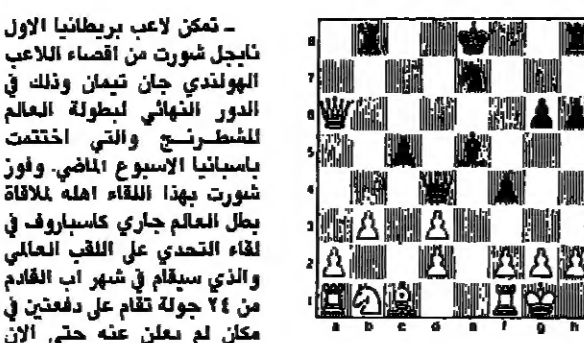 ـ تمكن لاعب بريطانيا الاول
نايجل شورت من اقصاء اللاعب
الهولندي جان تيمان وذلك في
الدور النهائي لبطولة العالم
للشطرنج والتي اختتمت
باسبانيا الاسبوع الماضي. وفوز
شورت بهذا اللقاء اهله لملاقاة
بطل العالم جاري كاسباروف في
لقاء التحدي على اللقب العالمي
والذي سيقام في شهر اب القادم
من ٢٤ جولة تقام على دفعتين في
مكان لم يعلن عنه حتى الان
8
7
6
5
4
3
2
1
a b c d e f g h